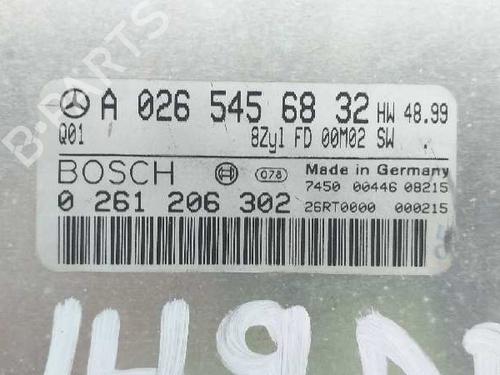 B-PARTS
A 026 545 68 32 HW 48.99
Q01 8Zyl FD 00M02 SW
BOSCH 078 Made in Germany
7450 00446 08215
0 261 206 302 26RT0000 000215